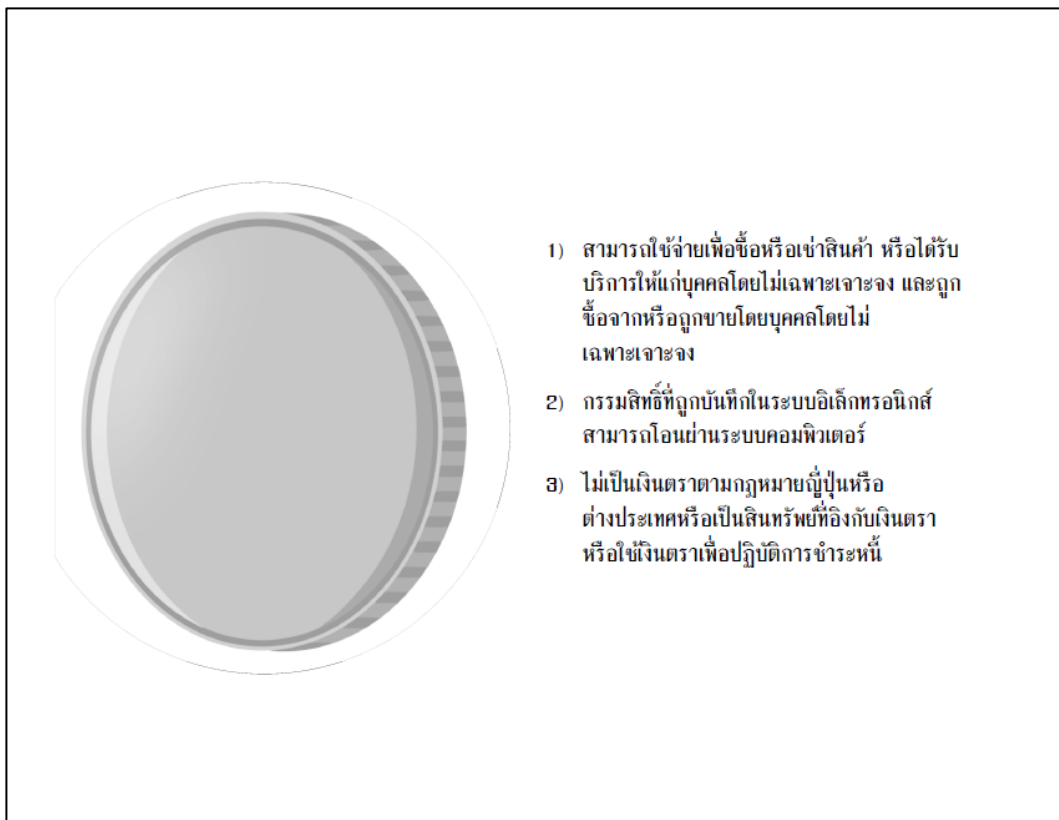 1) สามารถใช้จ่ายเพื่อซื้อหรือเช่าสินค้า หรือได้รับ
บริการให้แก่บุคคลโดยไม่เฉพาะเจาะจง และถูก
ซื้อจากหรือถูกขายโดยบุคคลโดยไม่
เฉพาะเจาะจง
2) กรรมสิทธิ์ที่ถูกบันทึกในระบบอิเล็กทรอนิกส์
สามารถโอนผ่านระบบคอมพิวเตอร์
3) ไม่เป็นเงินตราตามกฎหมายญี่ปุ่นหรือ
ต่างประเทศหรือเป็นสินทรัพย์ที่อิงกับเงินตรา
หรือใช้เงินตราเพื่อปฏิบัติการชำระหนี้